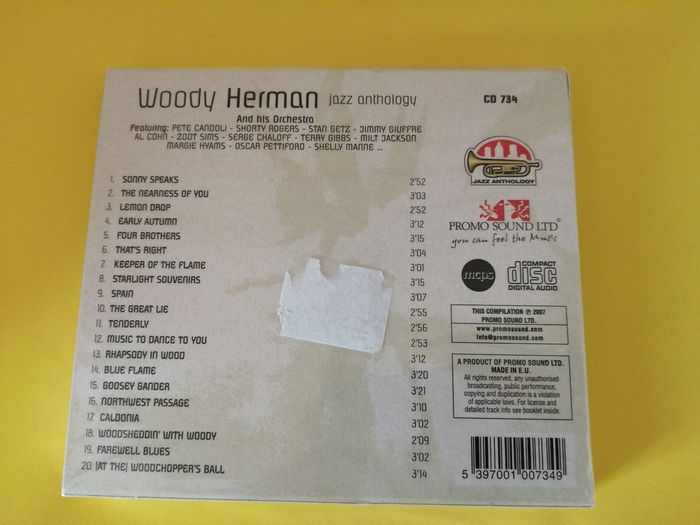 Woody Herman jazz anthology
CD 734
And his Orchestra
Featuring: PETE CANDOLI - SHORTY ROGERS - STAN GETZ - JIMMY GIUFFRE
AL COHN - ZOOT SIMS - SERGE CHALOFF - TERRY GIBBS - MILT JACKSON
MARGIE HYAMS - OSCAR PETTIFORD - SHELLY MANNE ...
1. SONNY SPEAKS 2'52
2. THE NEARNESS OF YOU 3'03
3. LEMON DROP 2'52
4. EARLY AUTUMN 3'12
5. FOUR BROTHERS 3'15
6. THAT'S RIGHT 3'04
7. KEEPER OF THE FLAME 3'01
8. STARLIGHT SOUVENIRS 3'15
9. SPAIN 3'07
10. THE GREAT LIE 2'55
11. TENDERLY 2'56
12. MUSIC TO DANCE TO YOU 2'53
13. RHAPSODY IN WOOD 3'12
14. BLUE FLAME 3'20
15. GOOSEY GANDER 3'21
16. NORTHWEST PASSAGE 3'10
17. CALDONIA 3'02
18. WOODSHEDDIN' WITH WOODY 2'09
19. FAREWELL BLUES 3'02
20. (AT THE) WOODCHOPPER'S BALL 3'14
JAZZ ANTHOLOGY
PROMO SOUND LTD©
you can feel the Music
mcps
COMPACT
disc
DIGITAL AUDIO
THIS COMPILATION ℗ 2007
PROMO SOUND LTD.
www.promosound.com
info@promosound.com
A PRODUCT OF PROMO SOUND LTD.
MADE IN E.U.
All rights reserved, any unauthorised
broadcasting, public performance,
copying and duplication is a violation
of applicable laws. For license and
detailed track info see booklet inside.
5 397001 007349